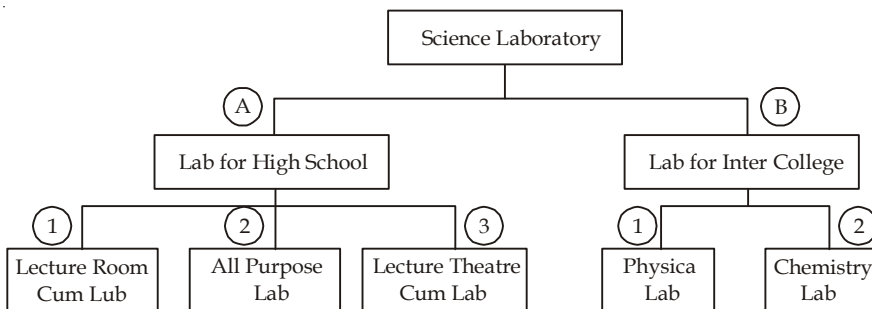 Science Laboratory
A
B
Lab for High School
Lab for Inter College
1
2
3
1
2
Lecture Room
Cum Lub
All Purpose
Lab
Lecture Theatre
Cum Lab
Physica
Lab
Chemistry
Lab